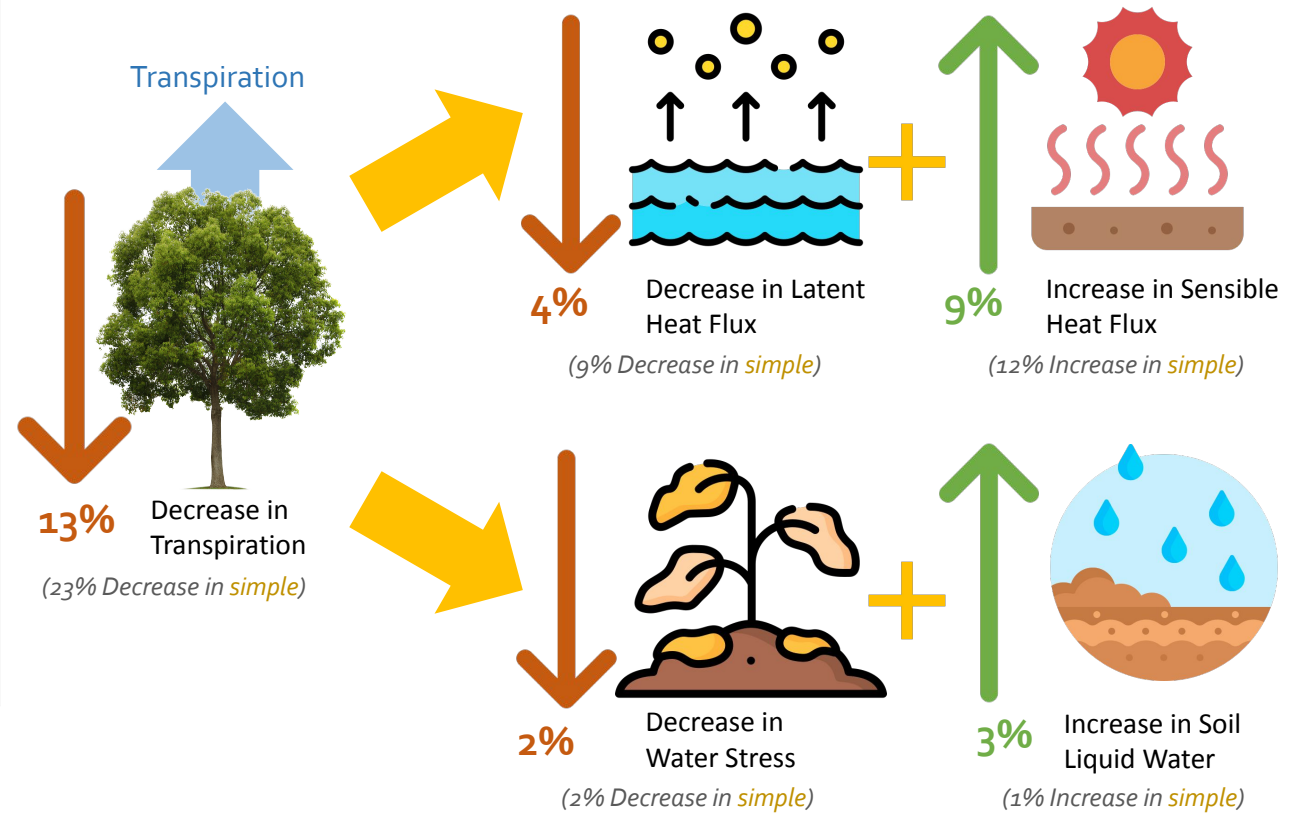 Transpiration
13%
Decrease in
Transpiration
(23% Decrease in simple)
4%
Decrease in Latent
Heat Flux
(9% Decrease in simple)
9%
Increase in Sensible
Heat Flux
(12% Increase in simple)
2%
Decrease in
Water Stress
(2% Decrease in simple)
3%
Increase in Soil
Liquid Water
(1% Increase in simple)